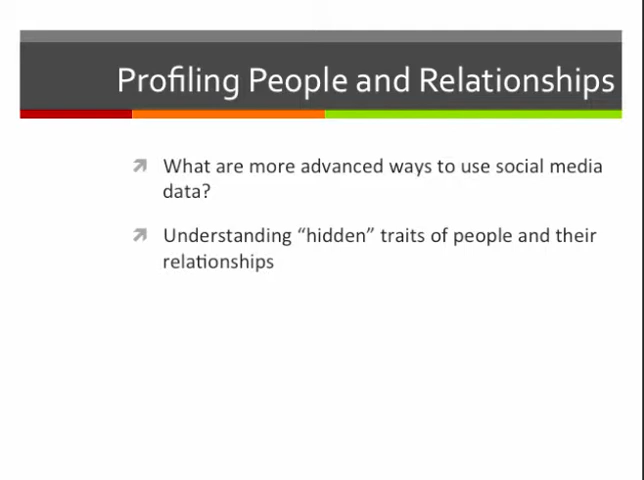 Profiling People and Relationships
What are more advanced ways to use social media
data?
Understanding “hidden” traits of people and their
relationships